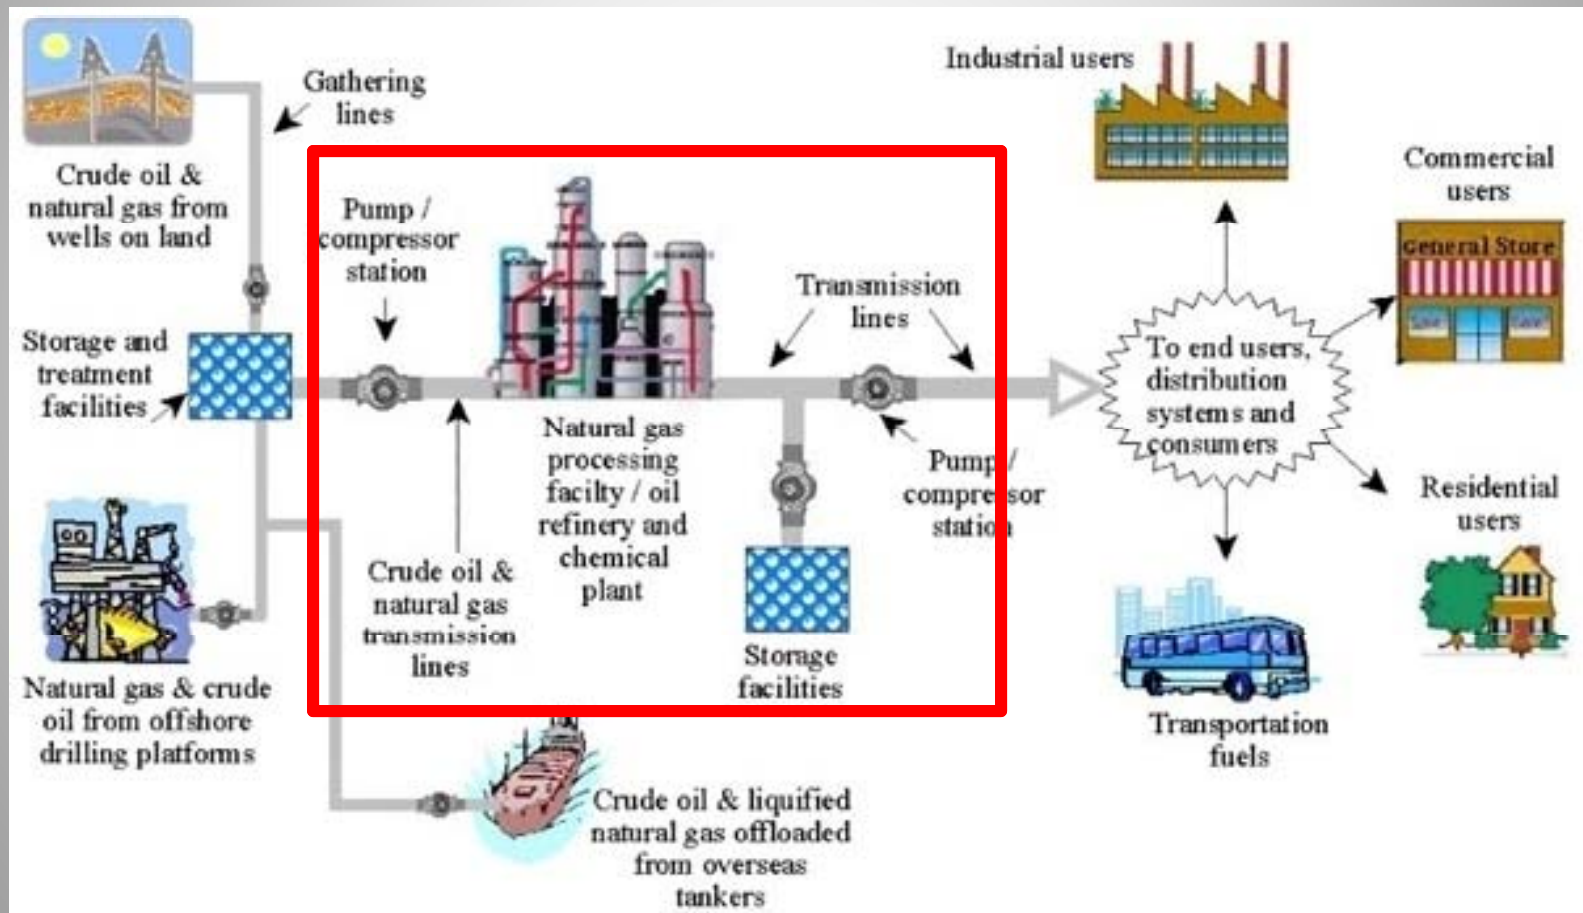 Gathering
lines
Crude oil &
natural gas from
wells on land
Storage and
treatment
facilities
Natural gas & crude
oil from offshore
drilling platforms
Pump /
compressor
station
Crude oil &
natural gas
transmission
lines
Natural gas
processing
facilty / oil
refinery and
chemical
plant
Transmission
lines
Pump /
compressor
station
Storage
facilities
Crude oil & liquified
natural gas offloaded
from overseas
tankers
Industrial users
Commercial
users
General Store
To end users,
distribution
systems and
consumers
Residential
users
Transportation
fuels